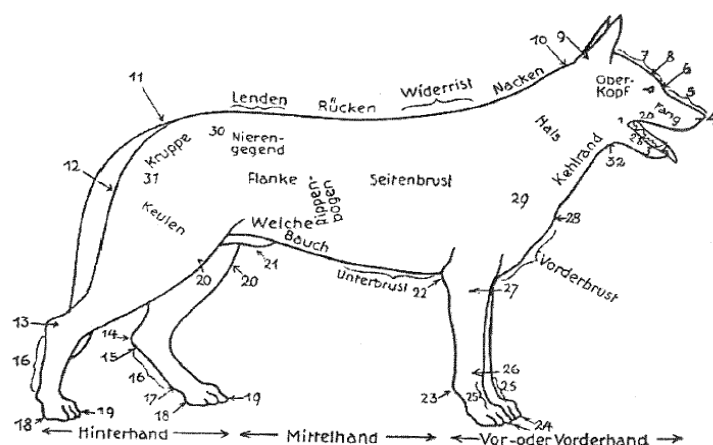 10
9
7
8
6
5
4
Ober-
Kopf
Fang
11
Lenden
Rücken
Widerrist
Nacken
Hals
Kehlrand
32
30
Nieren-
gegend
Kruppe
31
12
Flanke
Rippen-
bogen
Seitenbrust
29
28
Keulen
Welche
Bauch
21
20
20
Unterbrust
22
Vorderbrust
27
13
14
15
16
16
17
18
18
19
19
23
26
25
25
24
Hinterhand
Mittelhand
Vor-oder Vorderhand